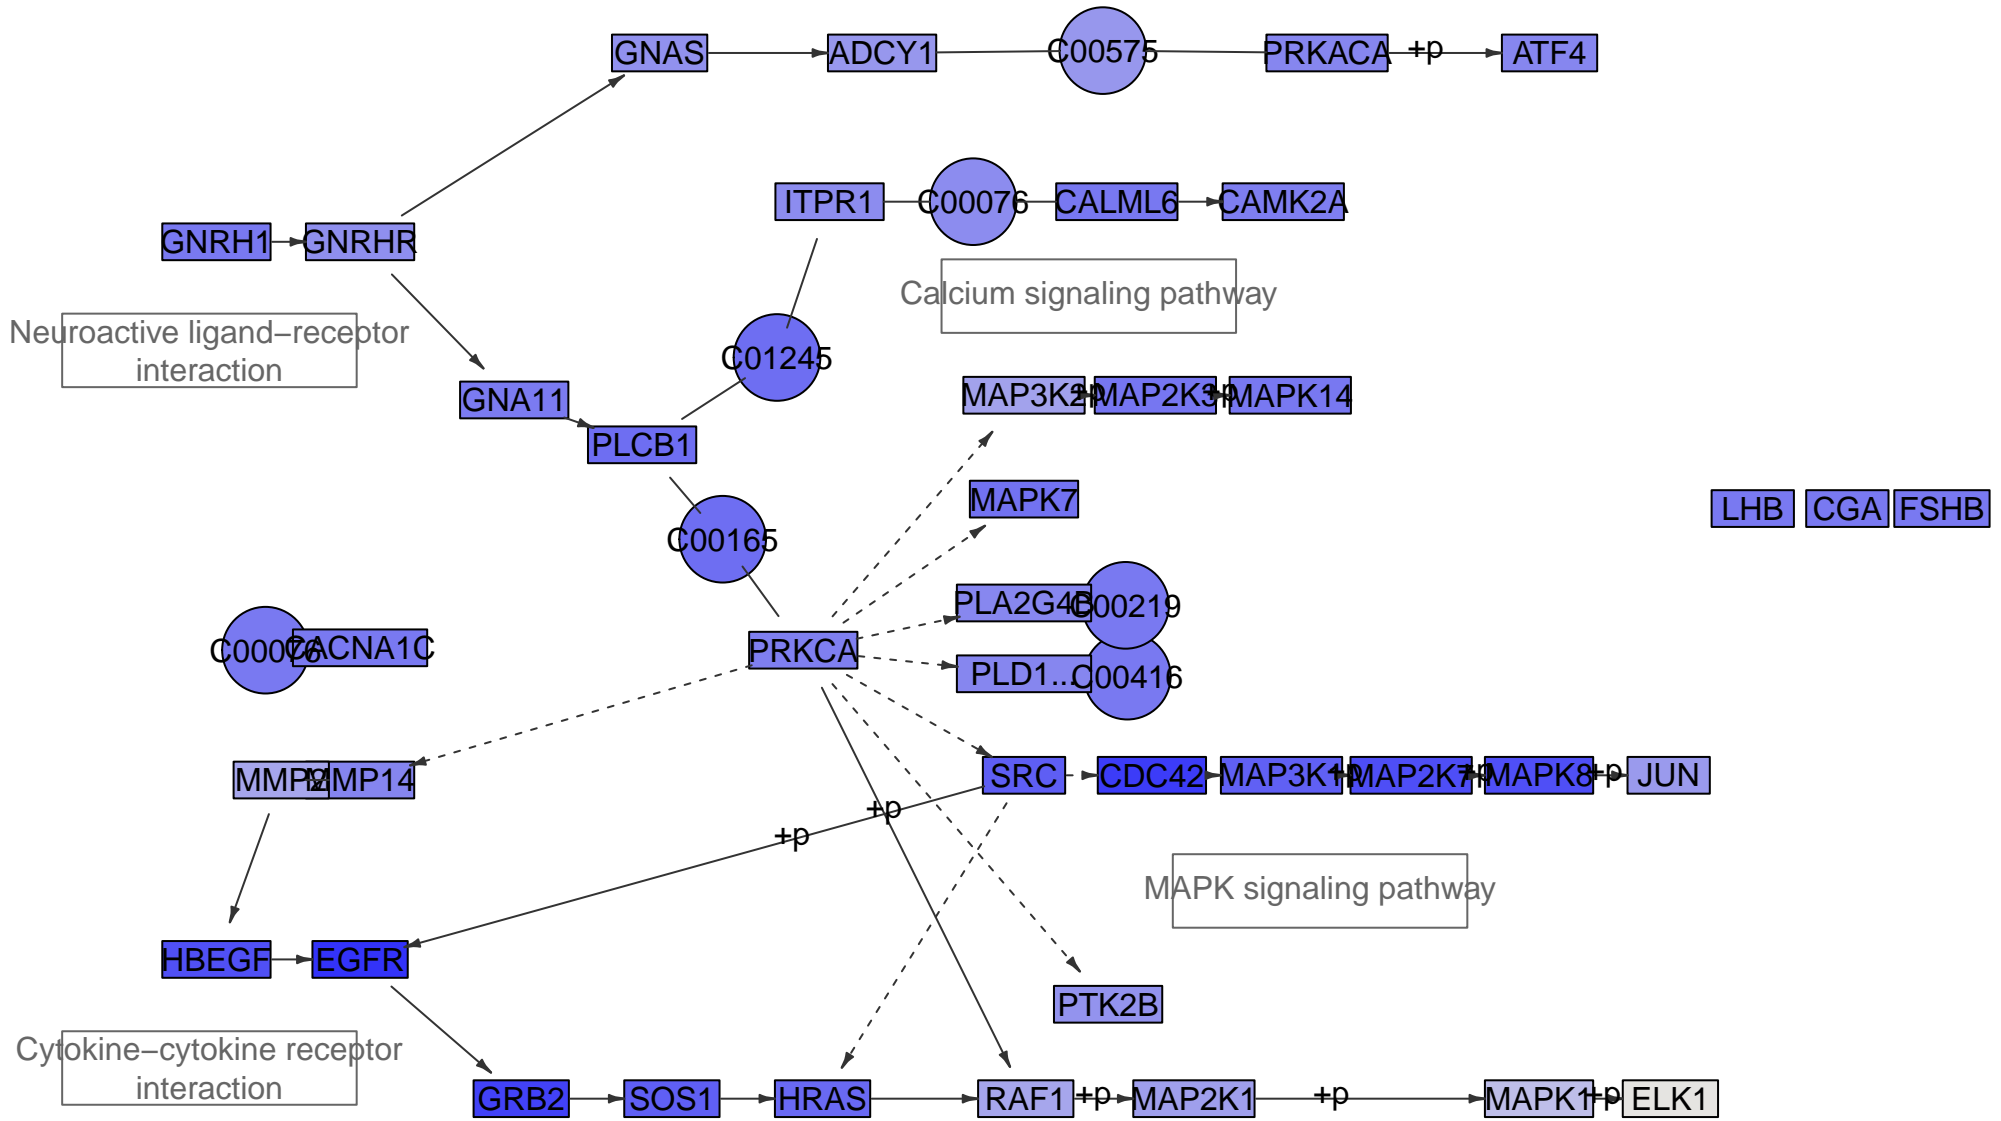 GNAS
ADCY1
C00575
PRKACA
+p
ATF4
ITPR1
C00076
CALML6
CAMK2A
GNRH1
GNRHR
Calcium signaling pathway
Neuroactive ligand–receptor
interaction
C01245
GNA11
PLCB1
MAP3K2
+p
MAP2K3
+p
MAPK14
MAPK7
LHB
CGA
FSHB
C00165
PLA2G4B
C00219
C00076
CACNA1C
PRKCA
PLD1...
C00416
MMP2
MMP14
SRC
CDC42
MAP3K1
+p
MAP2K7
+p
MAPK8
+p
JUN
+p
+p
MAPK signaling pathway
HBEGF
EGFR
PTK2B
Cytokine–cytokine receptor
interaction
GRB2
SOS1
HRAS
RAF1
+p
MAP2K1
+p
MAPK1
+p
ELK1